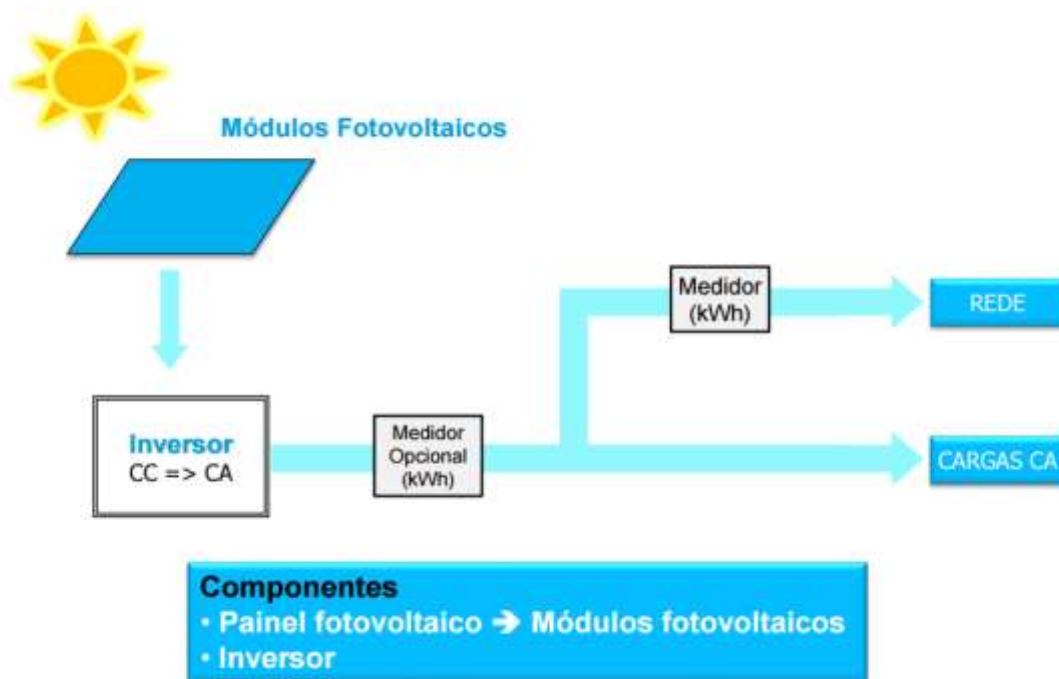 Módulos Fotovoltaicos
Medidor
(kWh)
REDE
Inversor
CC => CA
Medidor
Opcional
(kWh)
CARGAS CA
Componentes
• Painel fotovoltaico ➔ Módulos fotovoltaicos
• Inversor